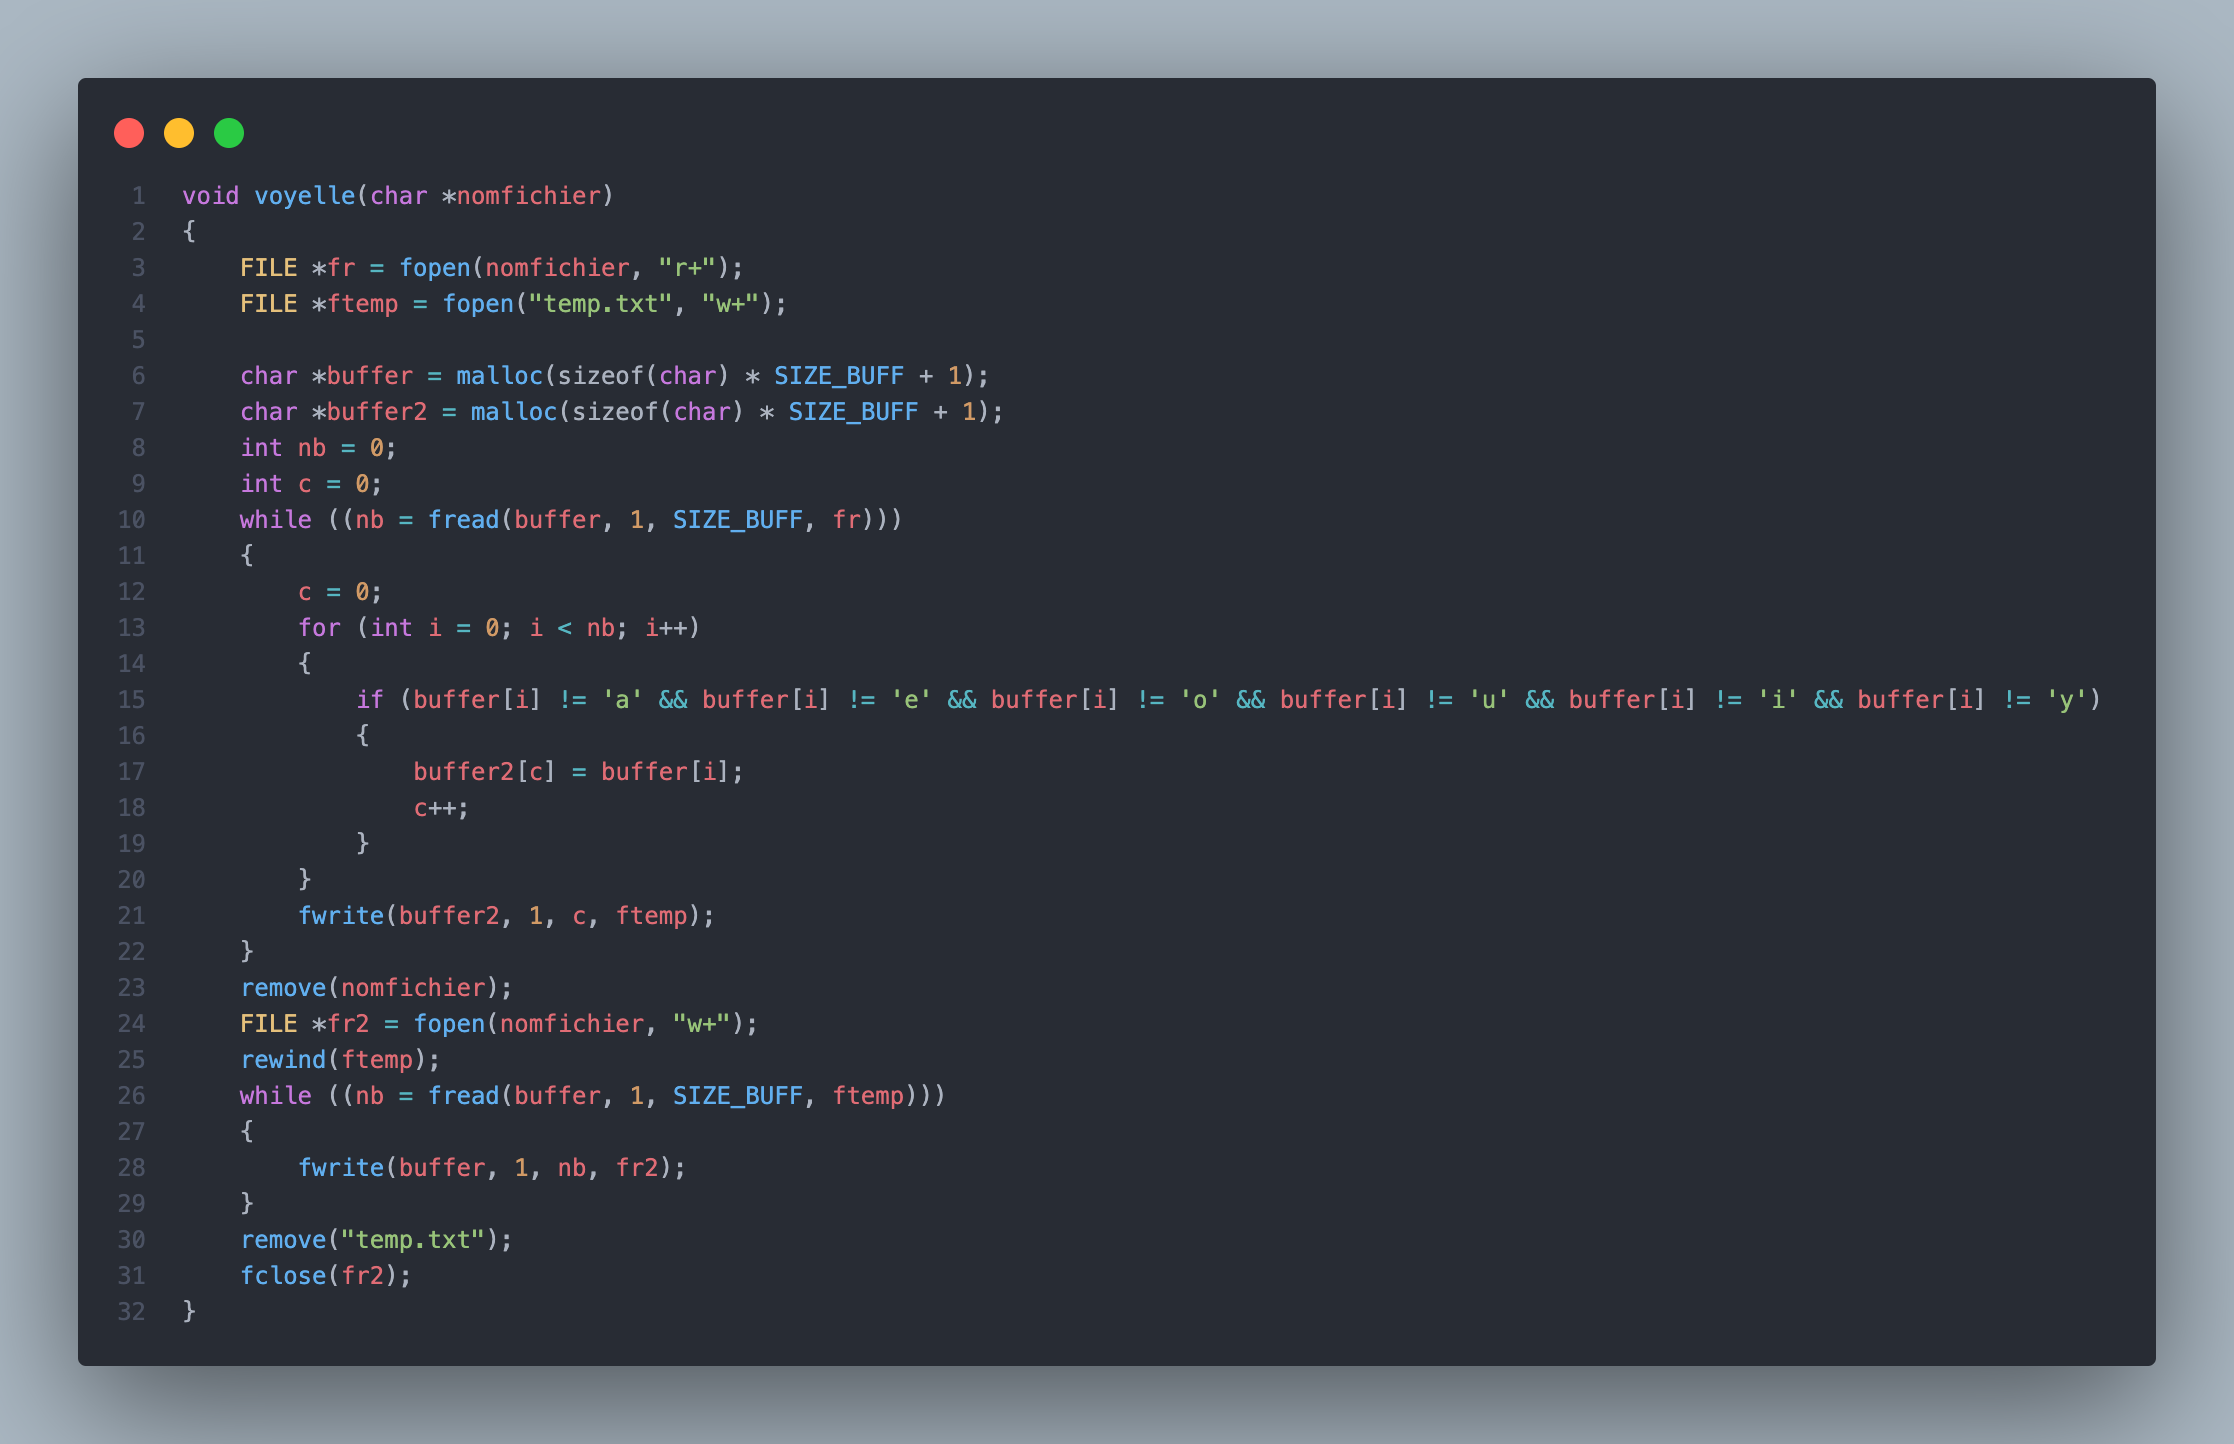 1 void voyelle(char *nomfichier)
2 {
3     FILE *fr = fopen(nomfichier, "r+");
4     FILE *ftemp = fopen("temp.txt", "w+");
5
6     char *buffer = malloc(sizeof(char) * SIZE_BUFF + 1);
7     char *buffer2 = malloc(sizeof(char) * SIZE_BUFF + 1);
8     int nb = 0;
9     int c = 0;
10     while ((nb = fread(buffer, 1, SIZE_BUFF, fr)))
11     {
12         c = 0;
13         for (int i = 0; i < nb; i++)
14         {
15             if (buffer[i] != 'a' && buffer[i] != 'e' && buffer[i] != 'o' && buffer[i] != 'u' && buffer[i] != 'i' && buffer[i] != 'y')
16             {
17                 buffer2[c] = buffer[i];
18                 c++;
19             }
20         }
21         fwrite(buffer2, 1, c, ftemp);
22     }
23     remove(nomfichier);
24     FILE *fr2 = fopen(nomfichier, "w+");
25     rewind(ftemp);
26     while ((nb = fread(buffer, 1, SIZE_BUFF, ftemp)))
27     {
28         fwrite(buffer, 1, nb, fr2);
29     }
30     remove("temp.txt");
31     fclose(fr2);
32 }